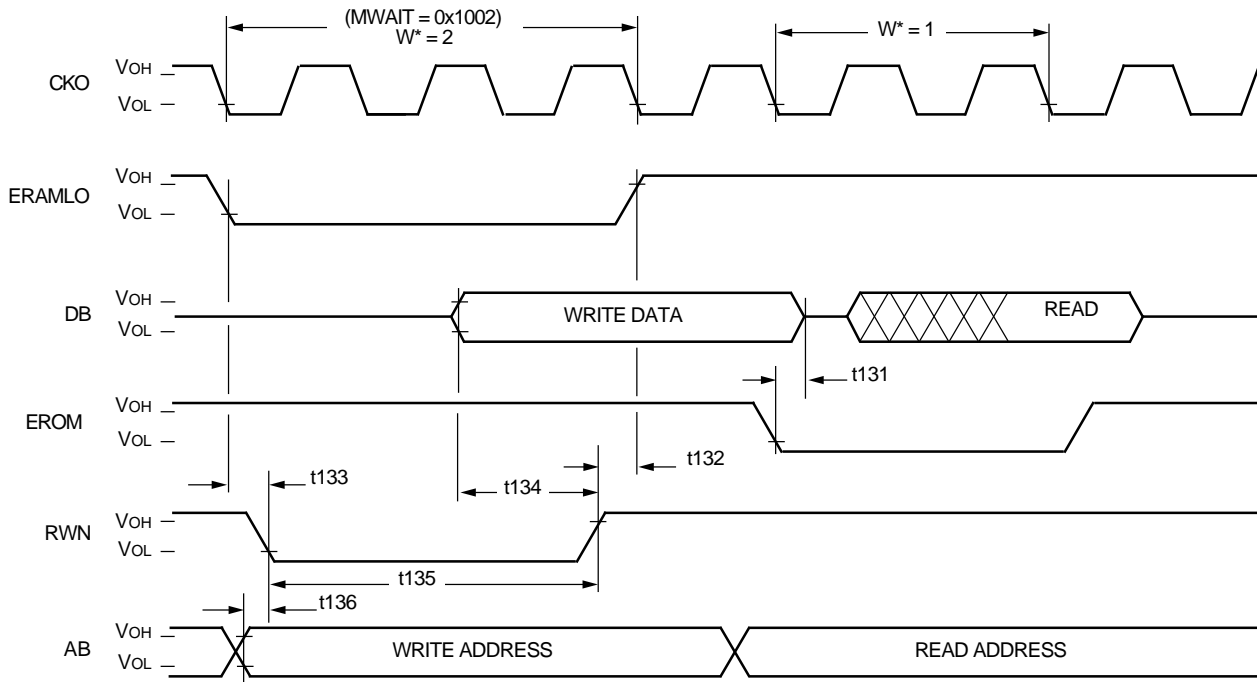 (MWAIT = 0x1002)
W* = 2
W* = 1
CKO
VOH
VOL
ERAMLO
VOH
VOL
DB
VOH
VOL
WRITE DATA
READ
t131
EROM
VOH
VOL
t132
t133
t134
RWN
VOH
VOL
t135
t136
AB
VOH
VOL
WRITE ADDRESS
READ ADDRESS